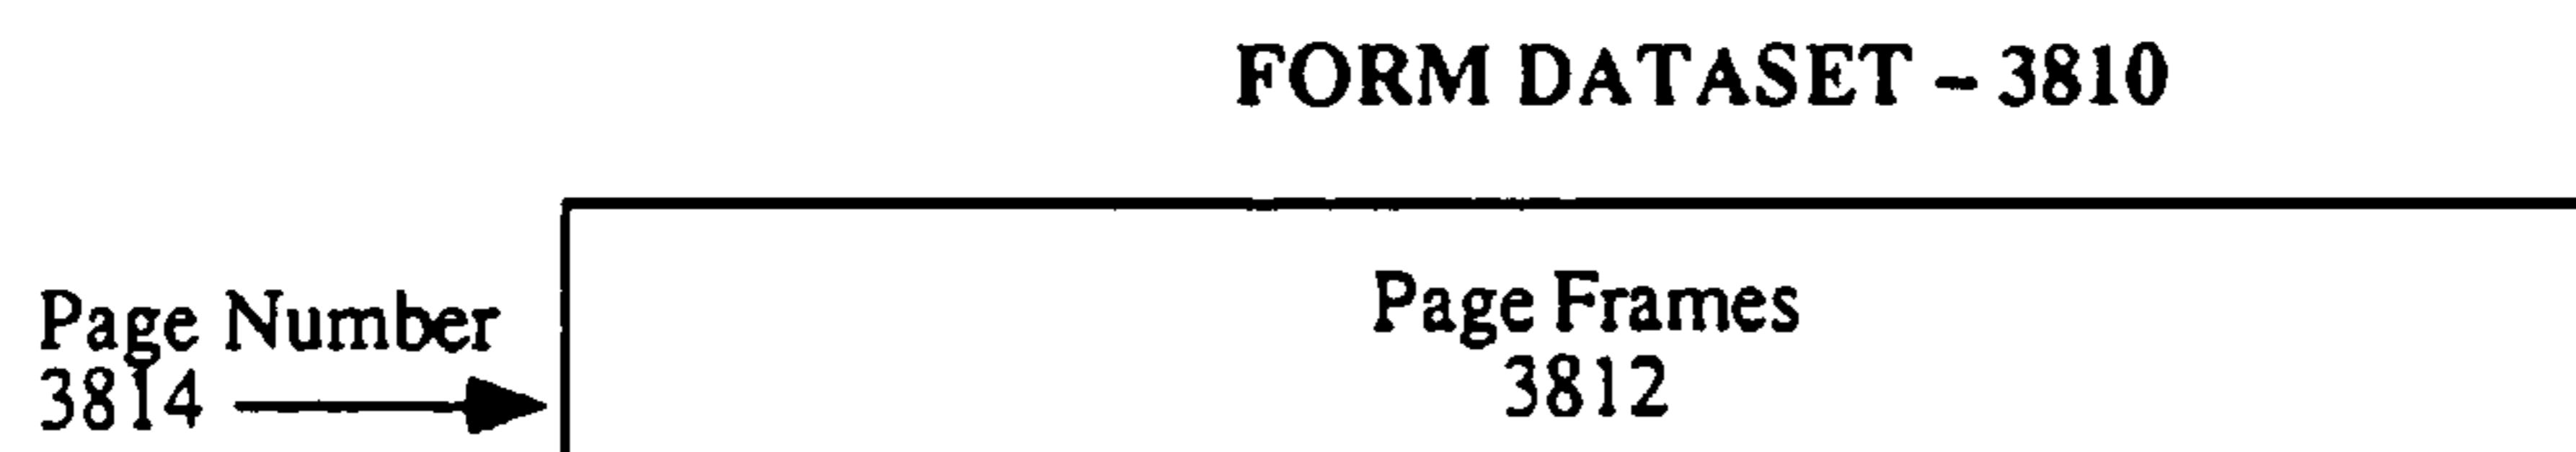 FORM DATASET – 3810
Page Frames
3812
Page Number
3814